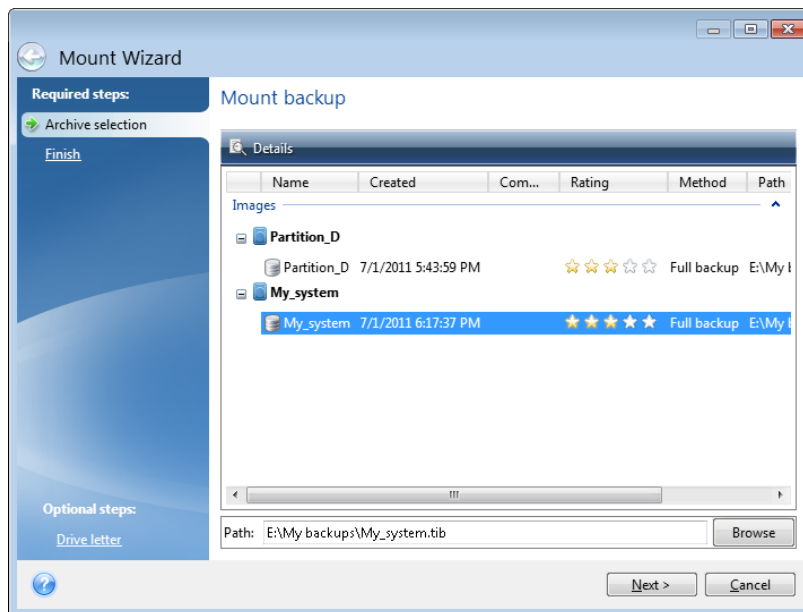 Mount Wizard
Required steps:
Archive selection
Finish
Optional steps:
Drive letter
Mount backup
Details
Name Created Com... Rating Method Path
Images
Partition_D
Partition_D 7/1/2011 5:43:59 PM Full backup E:\My b
My_system
My_system 7/1/2011 6:17:37 PM Full backup E:\My b
Path: E:\My backups\My_system.tib Browse
Next > Cancel